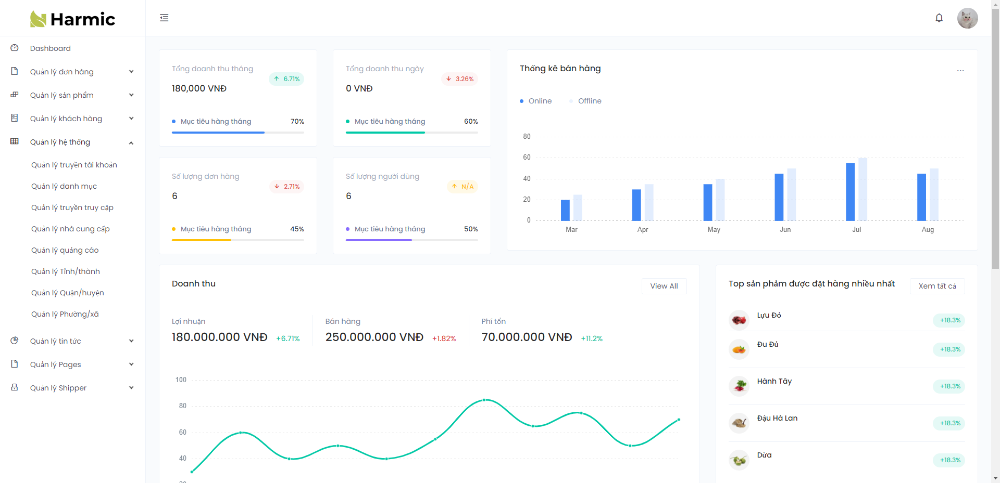 Harmic
Dashboard
Quản lý đơn hàng
Quản lý sản phẩm
Quản lý khách hàng
Quản lý hệ thống
Quản lý truyền tài khoản
Quản lý danh mục
Quản lý truyền truy cập
Quản lý nhà cung cấp
Quản lý quảng cáo
Quản lý Tỉnh/thành
Quản lý Quận/huyện
Quản lý Phường/xã
Quản lý tin tức
Quản lý Pages
Quản lý Shipper
Tổng doanh thu tháng
6.71%
180,000 VNĐ
Mục tiêu hàng tháng 70%
Tổng doanh thu ngày
3.26%
0 VNĐ
Mục tiêu hàng tháng 60%
Số lượng dơn hàng
2.71%
6
Mục tiêu hàng tháng 45%
Số lượng người dùng
N/A
6
Mục tiêu hàng tháng 50%
Thống kê bán hàng
...
Online Offline
80
60
40
20
0
Mar Apr May Jun Jul Aug
Doanh thu
View All
Lợi nhuận
180.000.000 VNĐ +6.71%
Bán hàng
250.000.000 VNĐ +1.82%
Phí tổn
70.000.000 VNĐ +11.2%
100
80
60
40
Top sản phảm được đặt hàng nhiều nhất
Xem tất cả
Lựu Đỏ
+18.3%
Đu Đủ
+18.3%
Hành Tây
+18.3%
Đậu Hà Lan
+18.3%
Dừa
+18.3%